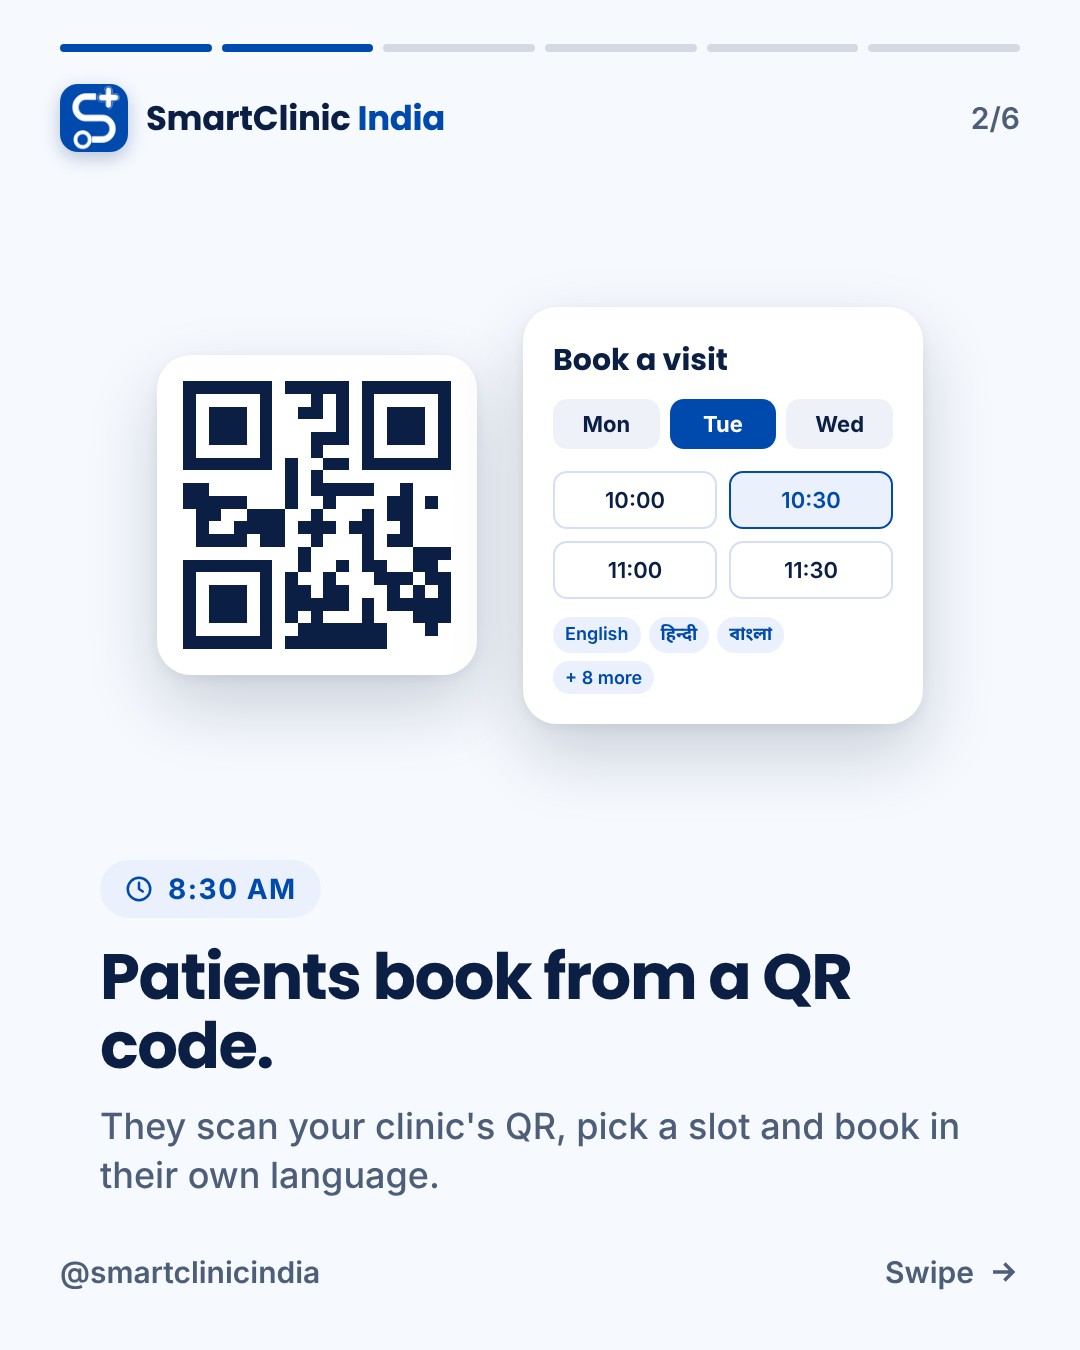 SmartClinic India
2/6
Book a visit
Mon Tue Wed
10:00 10:30
11:00 11:30
English हिन्दी বাংলা
+ 8 more
8:30 AM
Patients book from a QR
code.
They scan your clinic's QR, pick a slot and book in
their own language.
@smartclinicindia
Swipe →